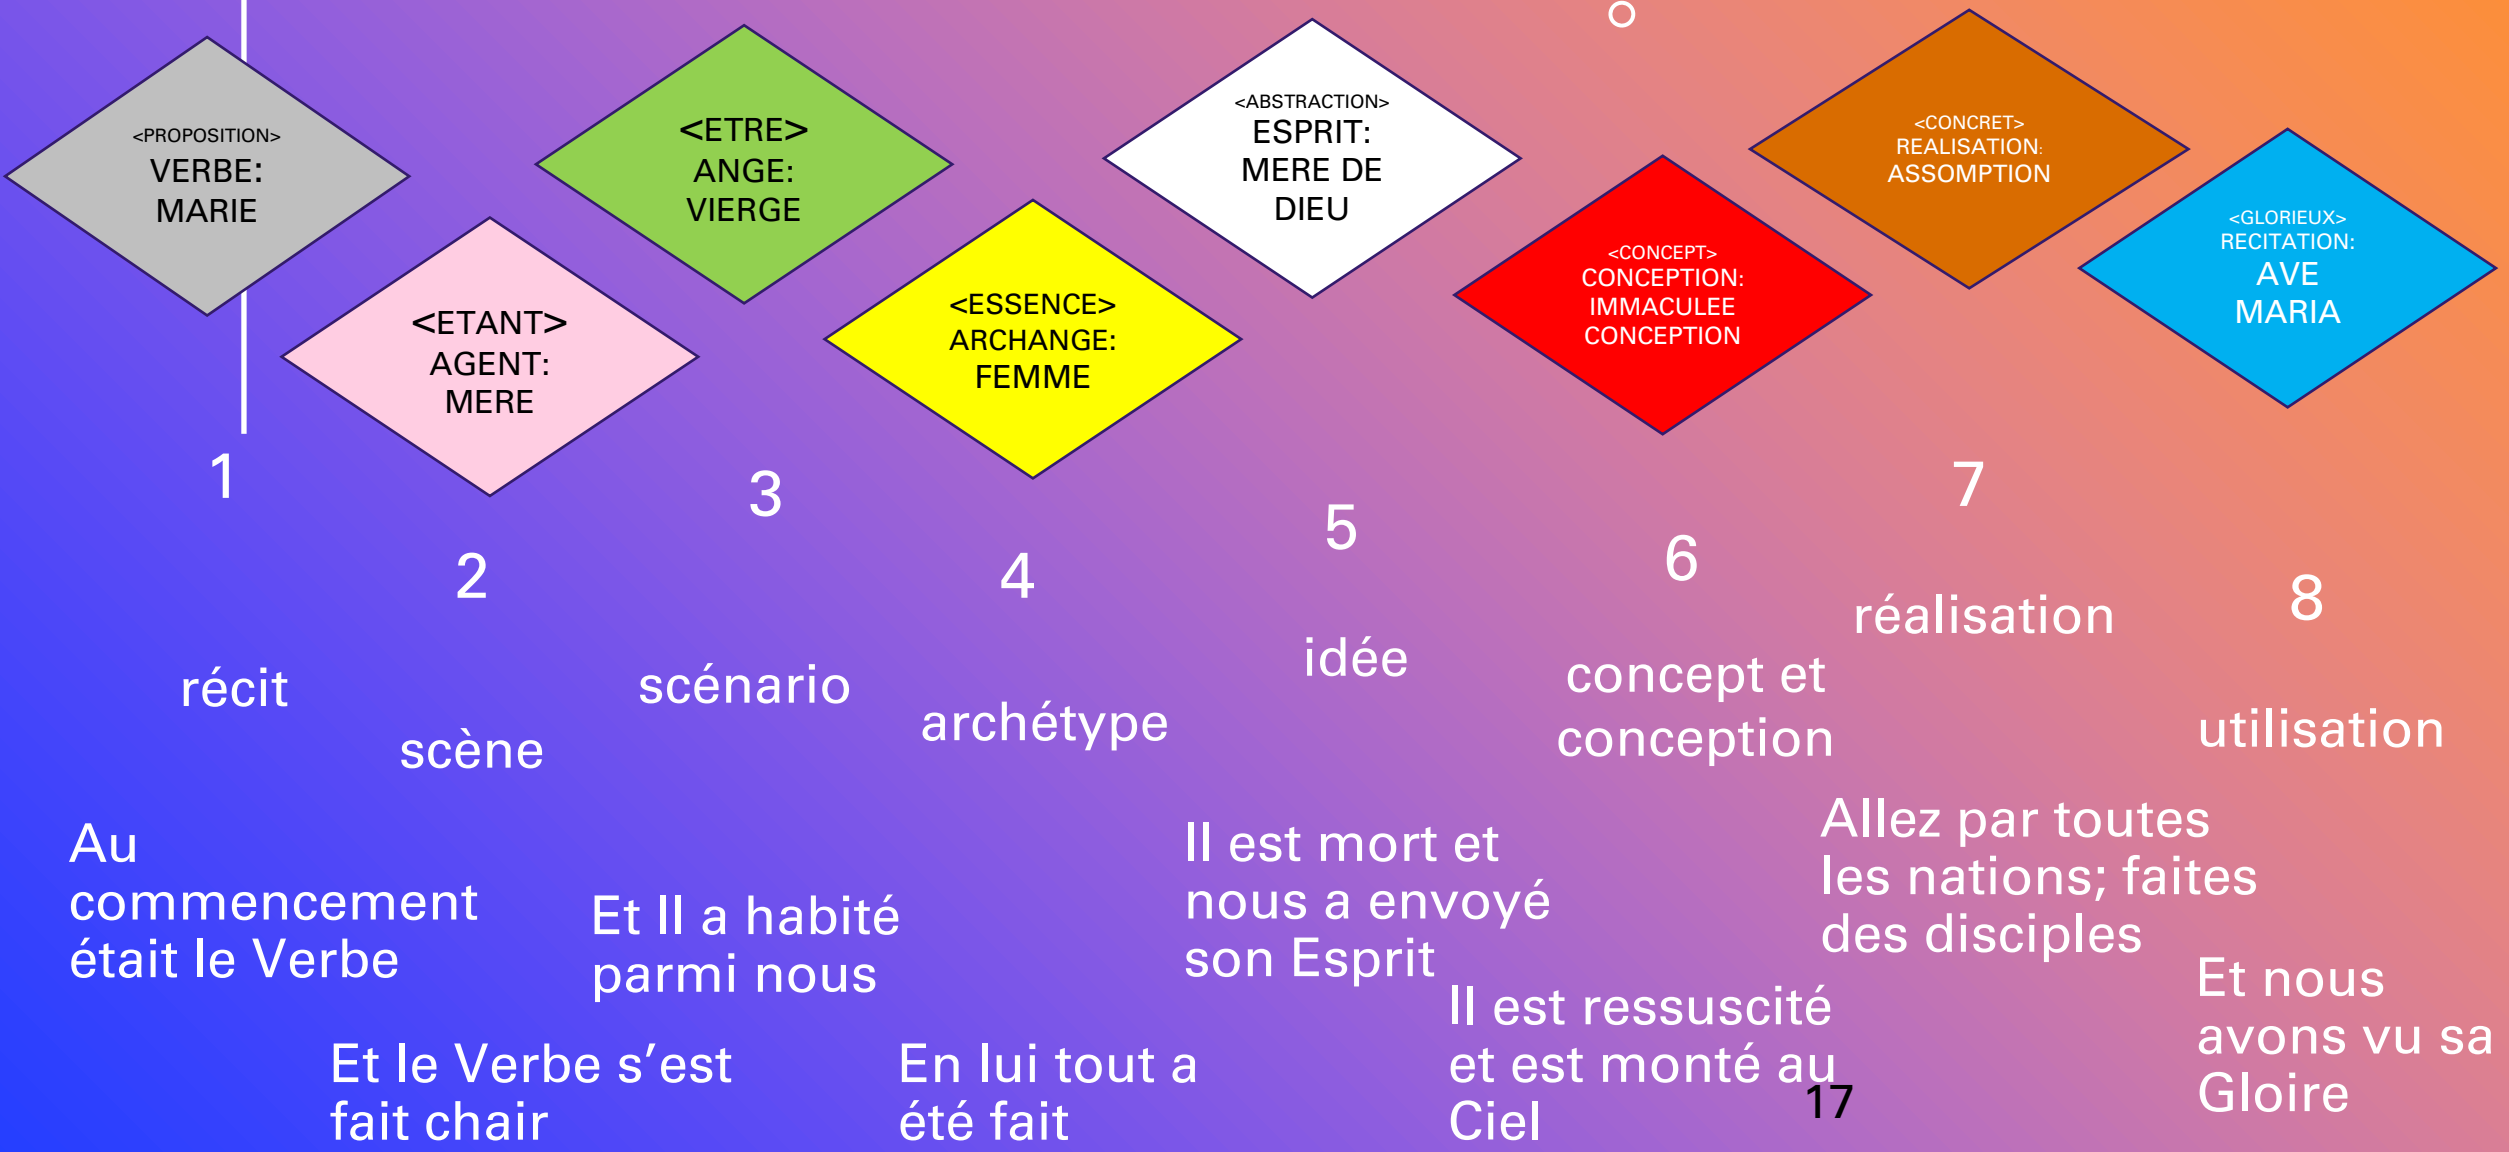 <PROPOSITION>
VERBE:
MARIE
<ETANT>
AGENT:
MERE
<ETRE>
ANGE:
VIERGE
<ESSENCE>
ARCHANGE:
FEMME
<ABSTRACTION>
ESPRIT:
MERE DE
DIEU
<CONCEPT>
CONCEPTION:
IMMACULEE
CONCEPTION
<CONCRET>
REALISATION:
ASSOMPTION
<GLORIEUX>
RECITATION:
AVE
MARIA
1
2
3
4
5
6
7
8
récit
scène
scénario
archétype
idée
concept et
conception
réalisation
utilisation
Au
commencement
était le Verbe
Et le Verbe s’est
fait chair
Et Il a habité
parmi nous
En lui tout a
été fait
Il est mort et
nous a envoyé
son Esprit
Il est ressuscité
et est monté au
Ciel
Allez par toutes
les nations; faites
des disciples
Et nous
avons vu sa
Gloire
17